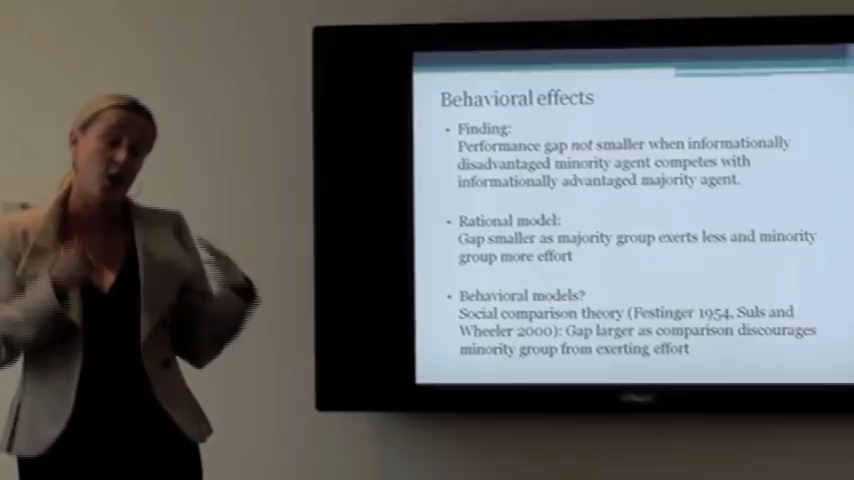 Behavioral effects
• Finding:
Performance gap not smaller when informationally
disadvantaged minority agent competes with
informationally advantaged majority agent.
• Rational model:
Gap smaller as majority group exerts less and minority
group more effort
• Behavioral models?
Social comparison theory (Festinger 1954, Suls and
Wheeler 2000): Gap larger as comparison discourages
minority group from exerting effort